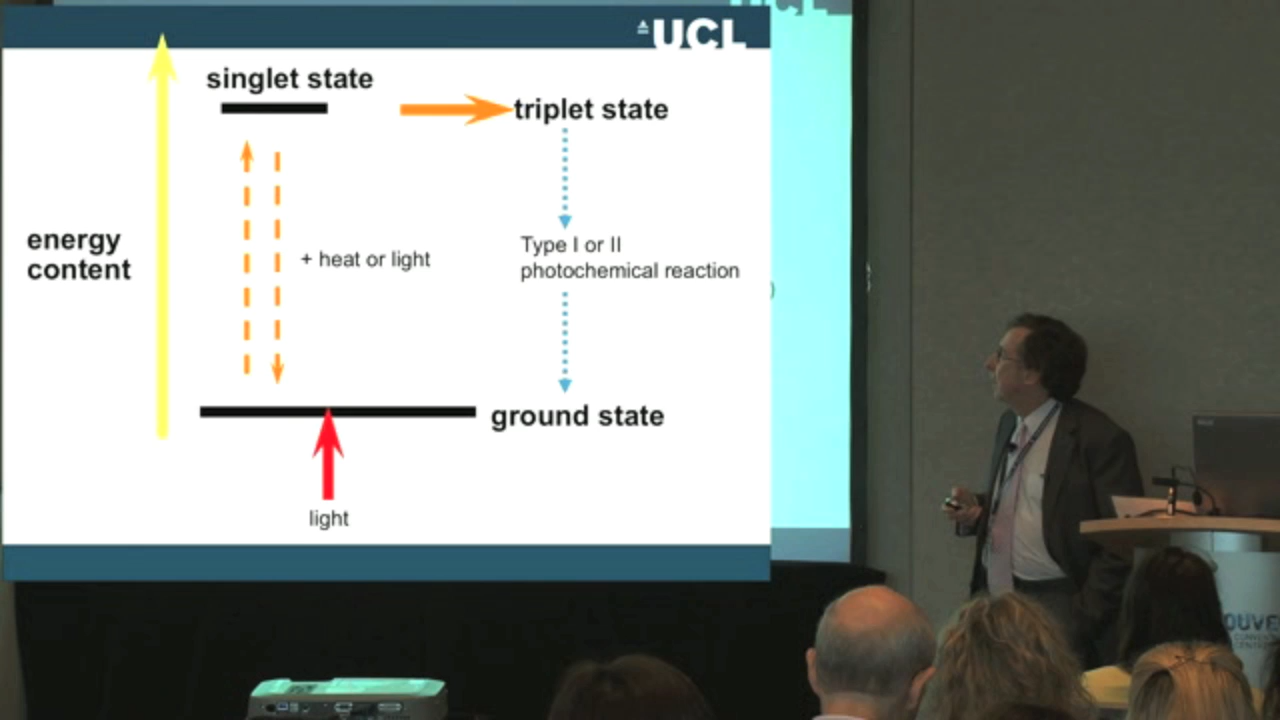 UCL
singlet state
triplet state
energy
content
+ heat or light
Type I or II
photochemical reaction
ground state
light